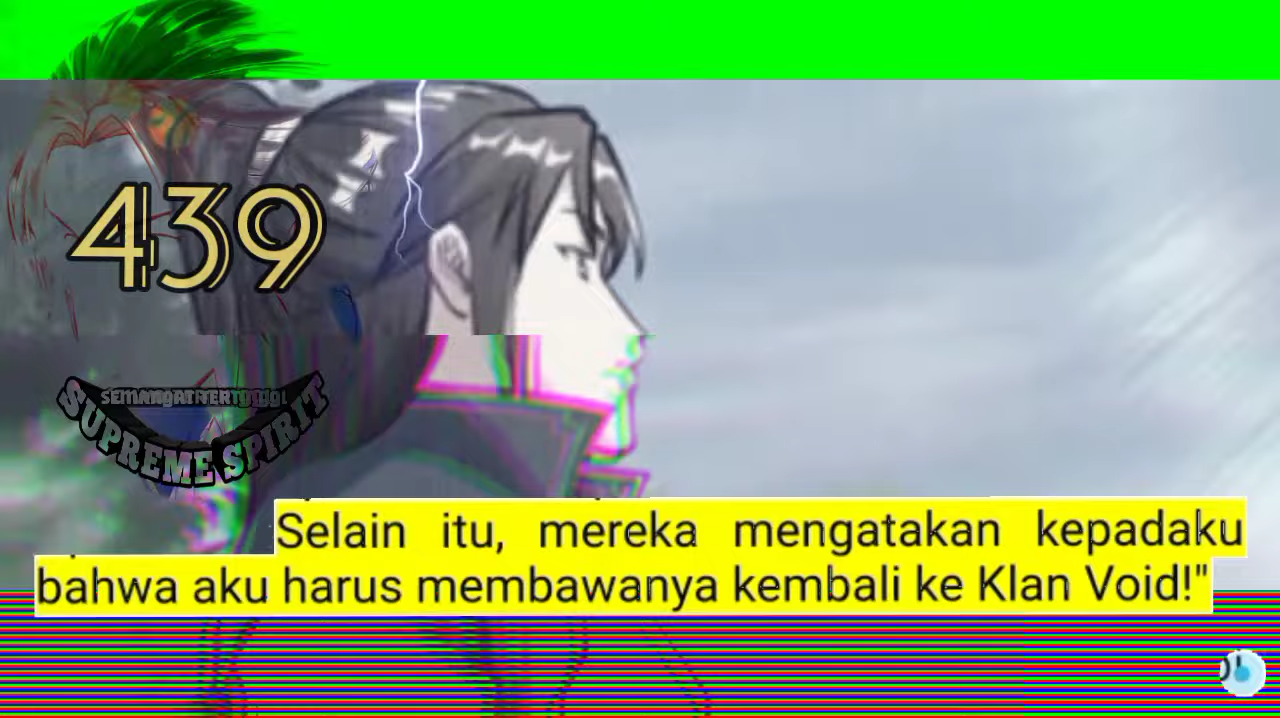 439
SUPREME SPIRIT
Selain itu, mereka mengatakan kepadaku
bahwa aku harus membawanya kembali ke Klan Void!"